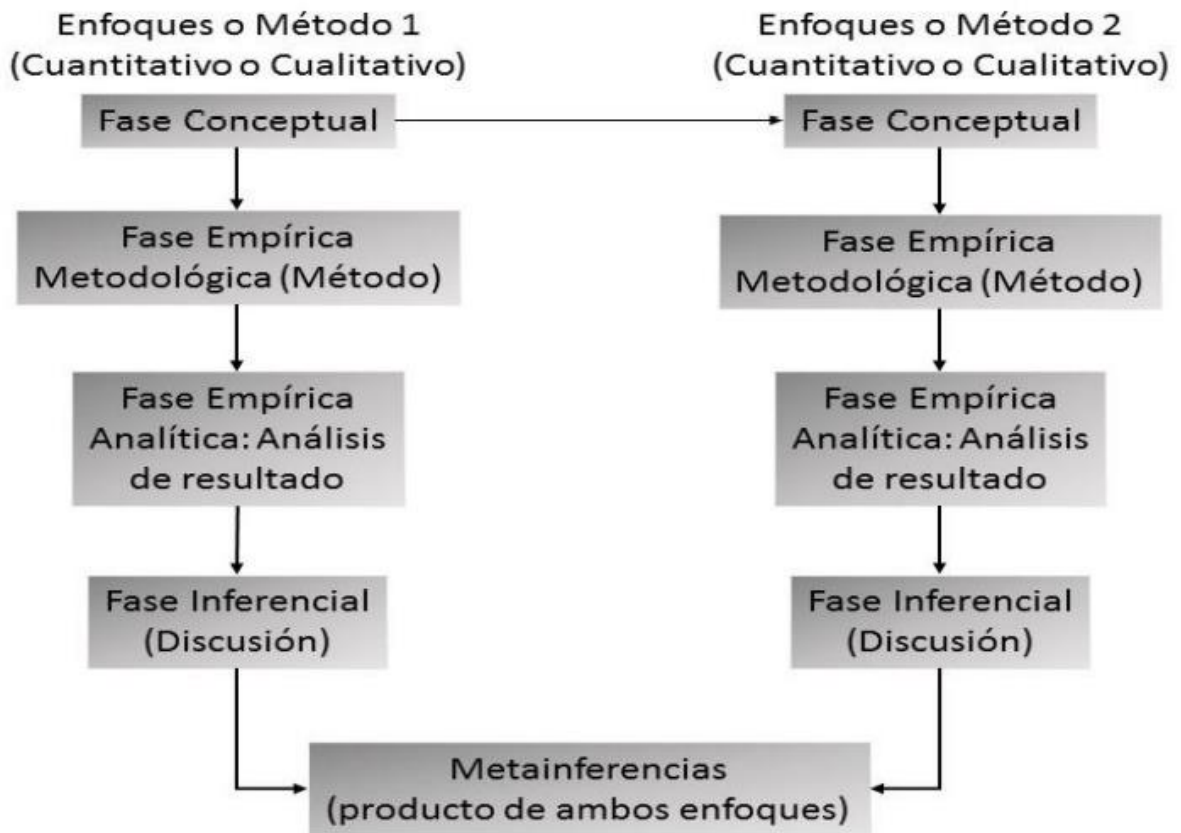 Enfoques o Método 1
(Cuantitativo o Cualitativo)
Fase Conceptual
Fase Empírica
Metodológica (Método)
Fase Empírica
Analítica: Análisis
de resultado
Fase Inferencial
(Discusión)
Enfoques o Método 2
(Cuantitativo o Cualitativo)
Fase Conceptual
Fase Empírica
Metodológica (Método)
Fase Empírica
Analítica: Análisis
de resultado
Fase Inferencial
(Discusión)
Metainferencias
(producto de ambos enfoques)